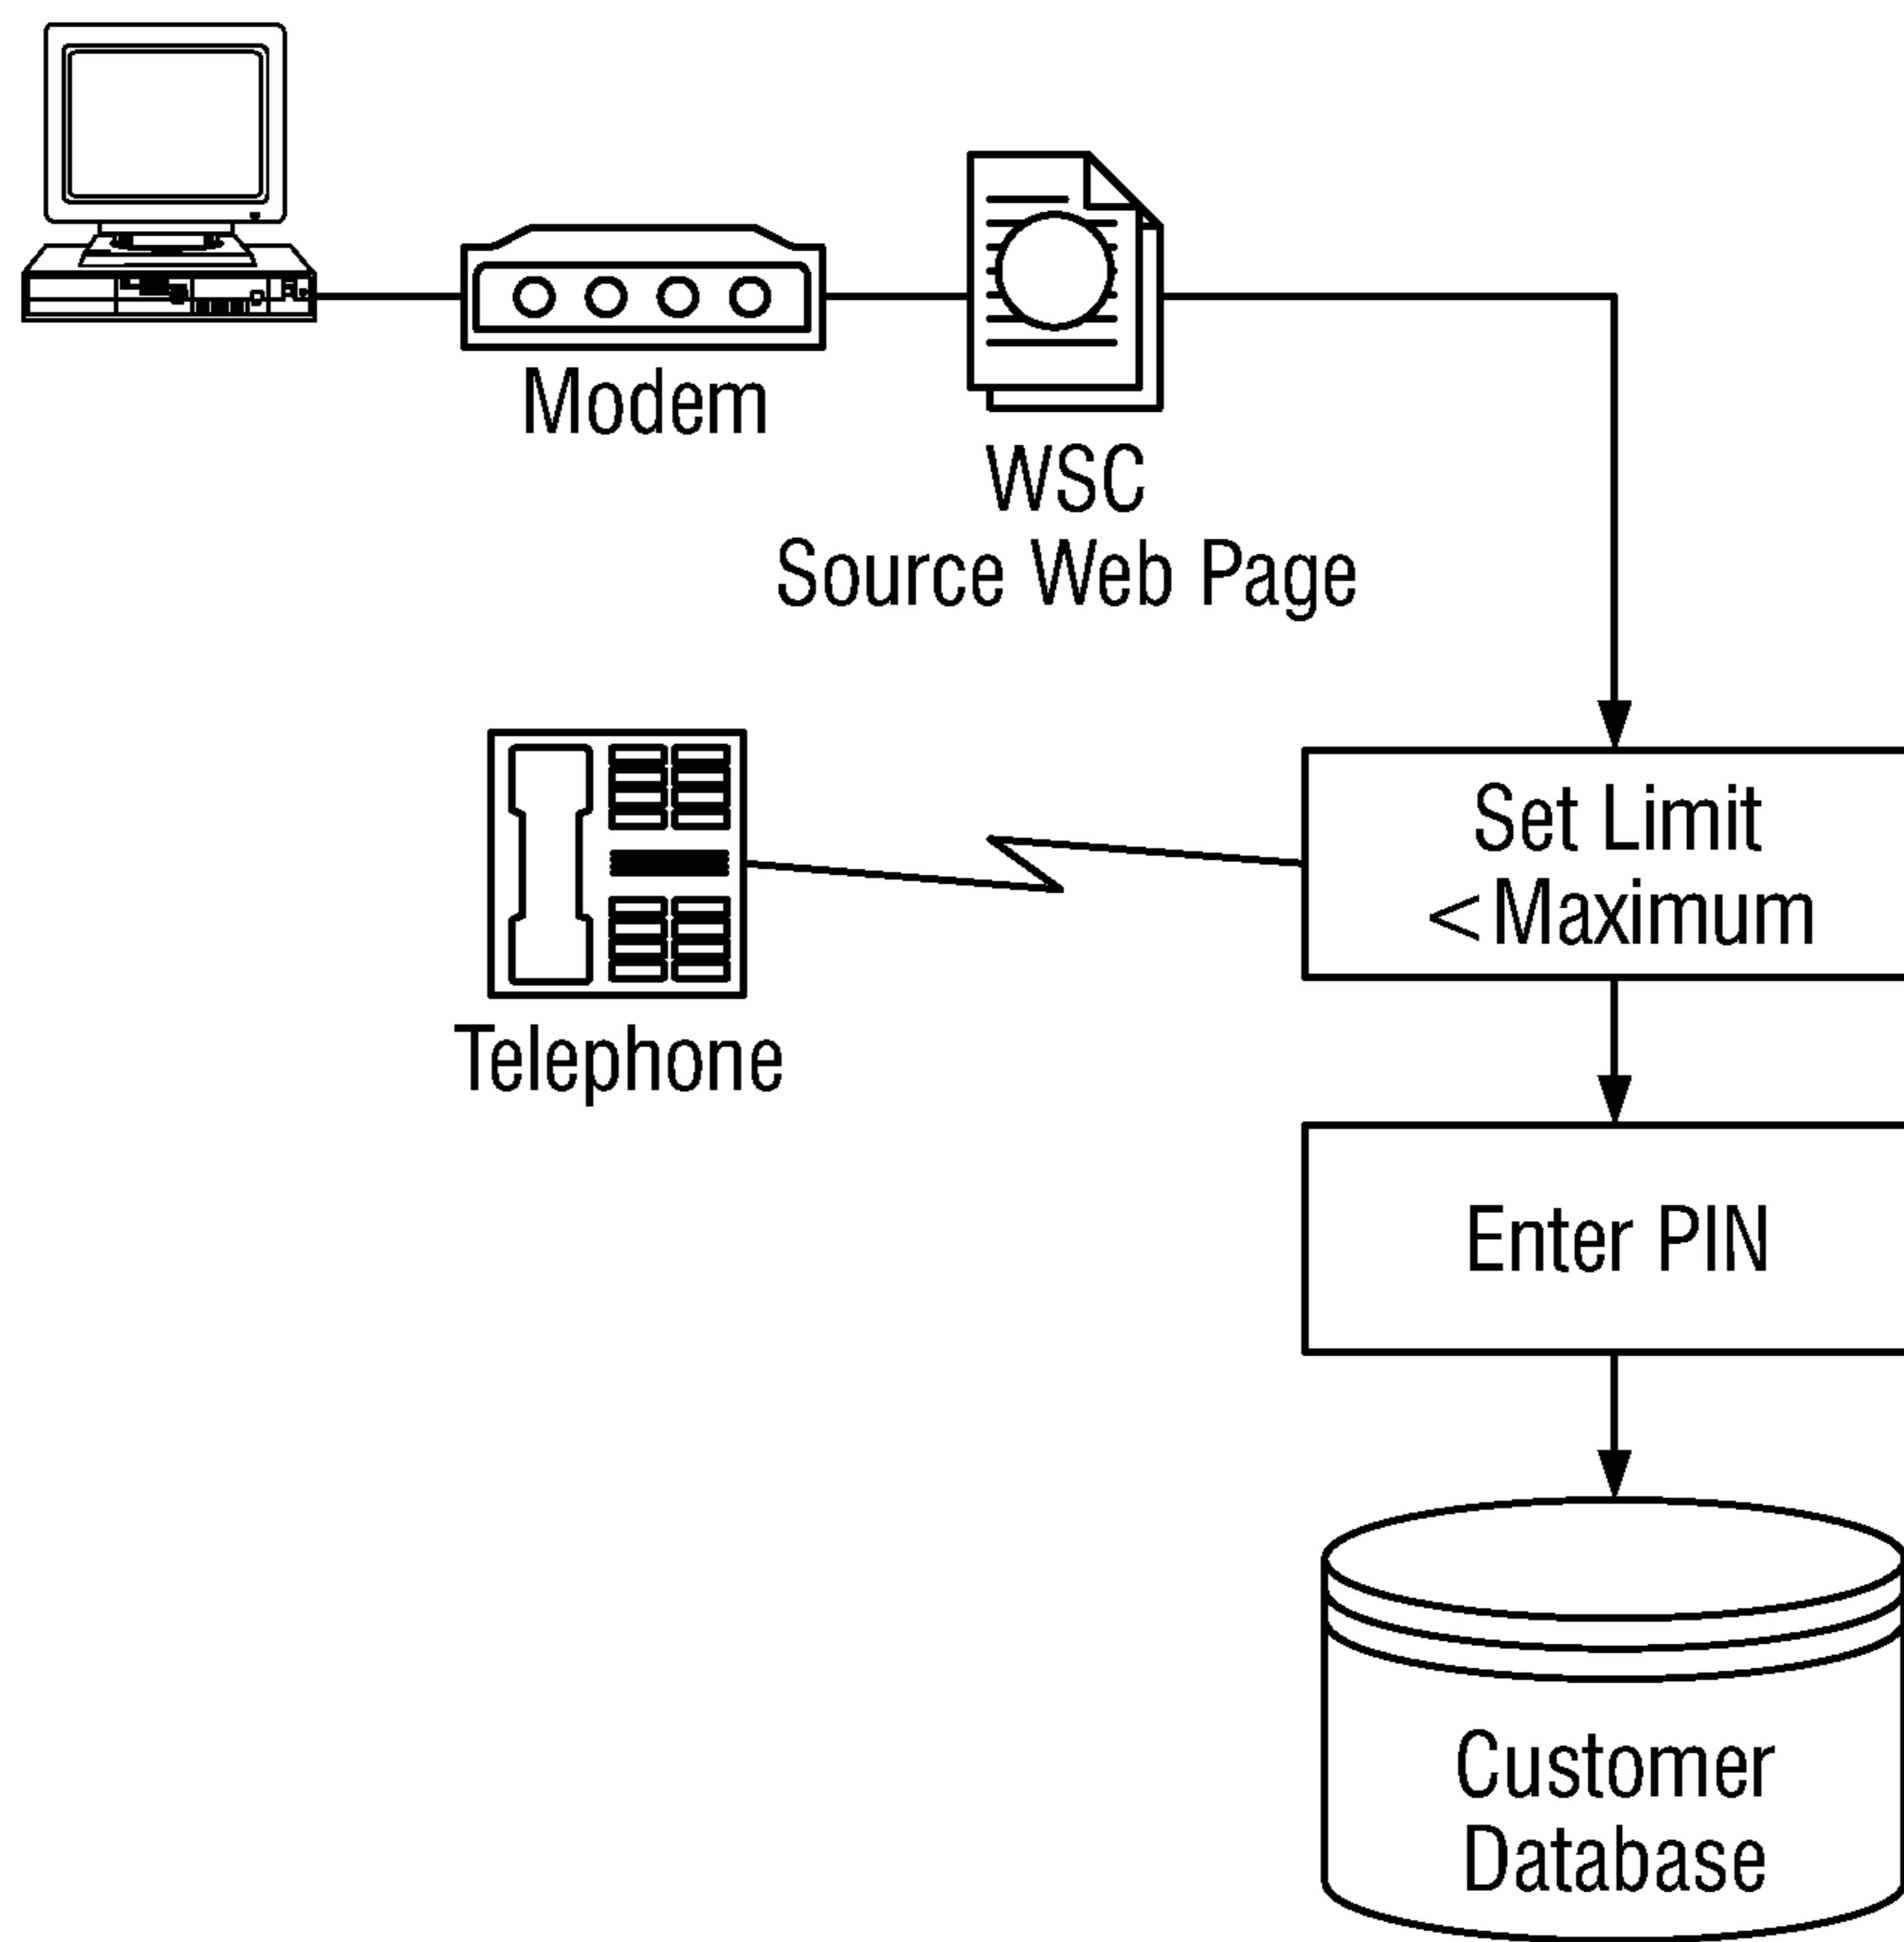 Modem
WSC
Source Web Page
Set Limit
< Maximum
Telephone
Enter PIN
Customer
Database